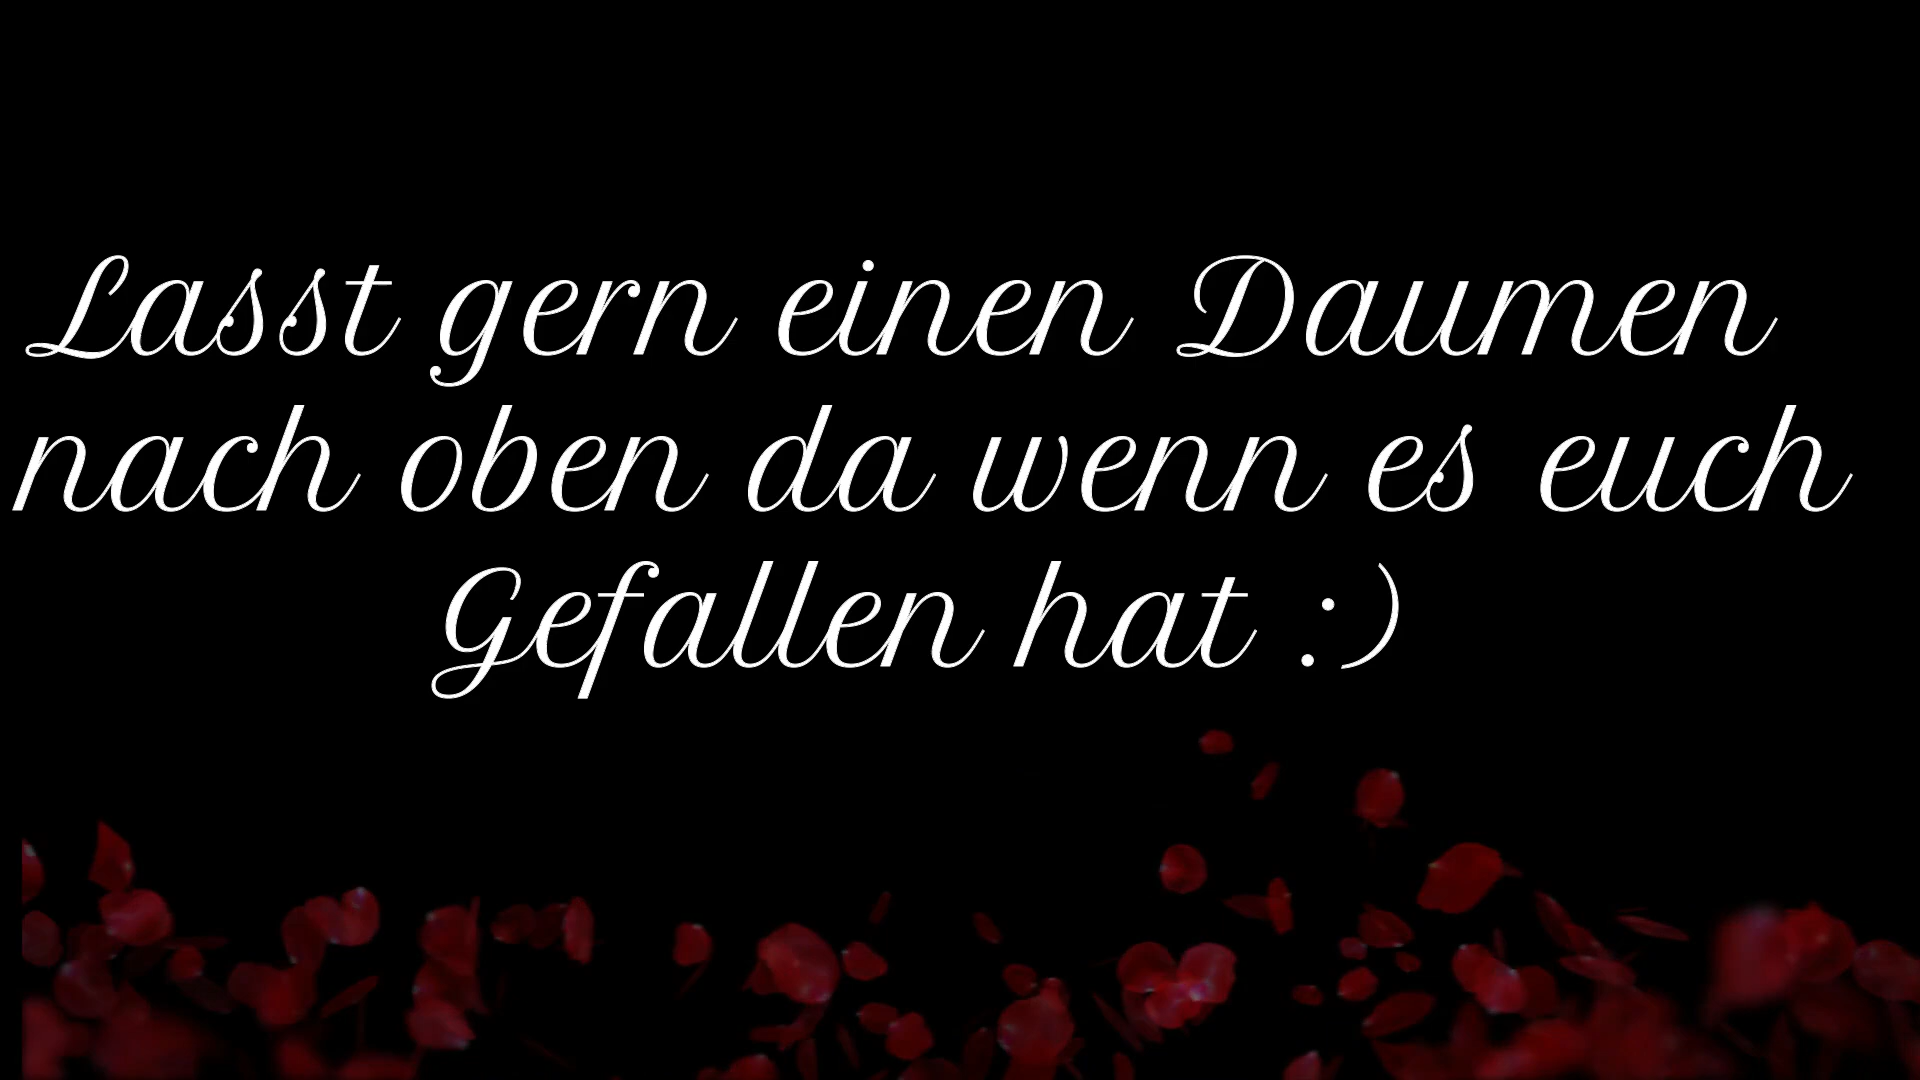 Lasst gern einen Daumen
nach oben da wenn es euch
Gefallen hat :)